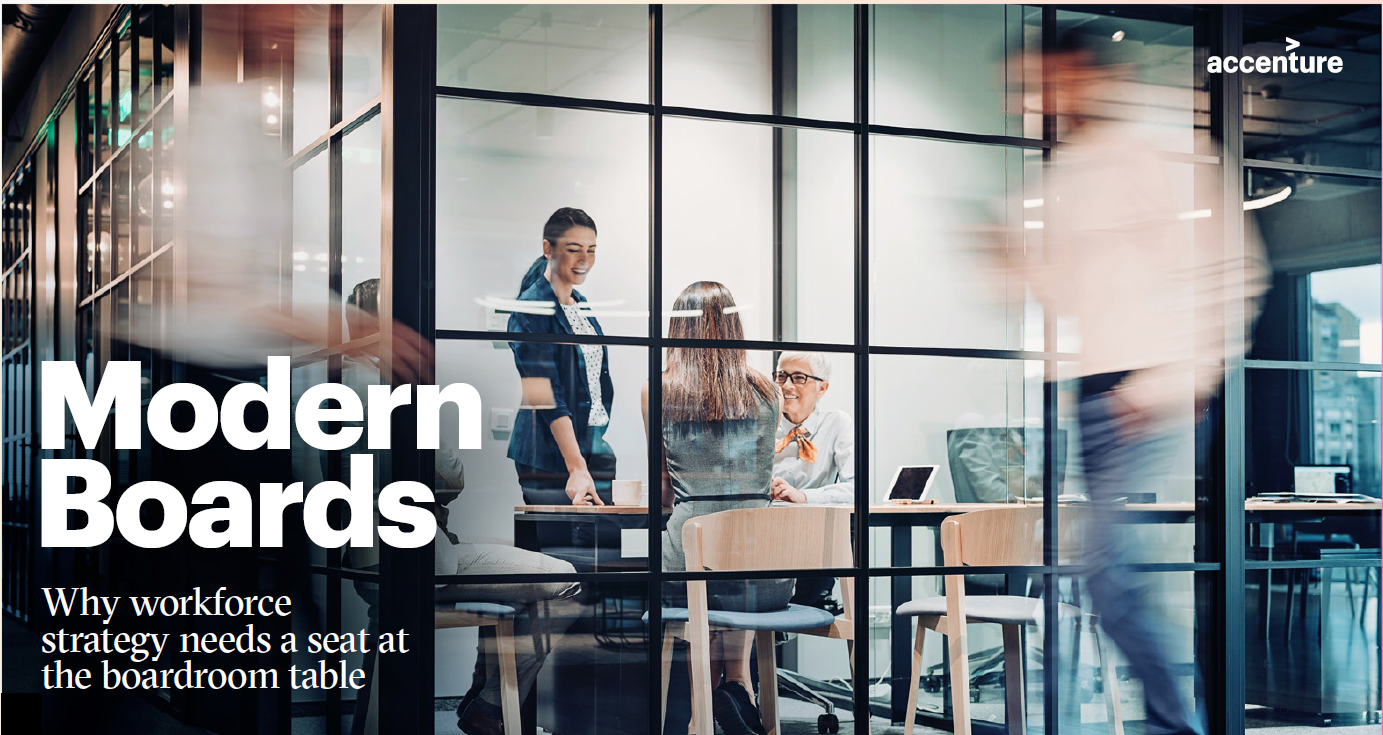 accenture
Modern
Boards
Why workforce
strategy needs a seat at
the boardroom table